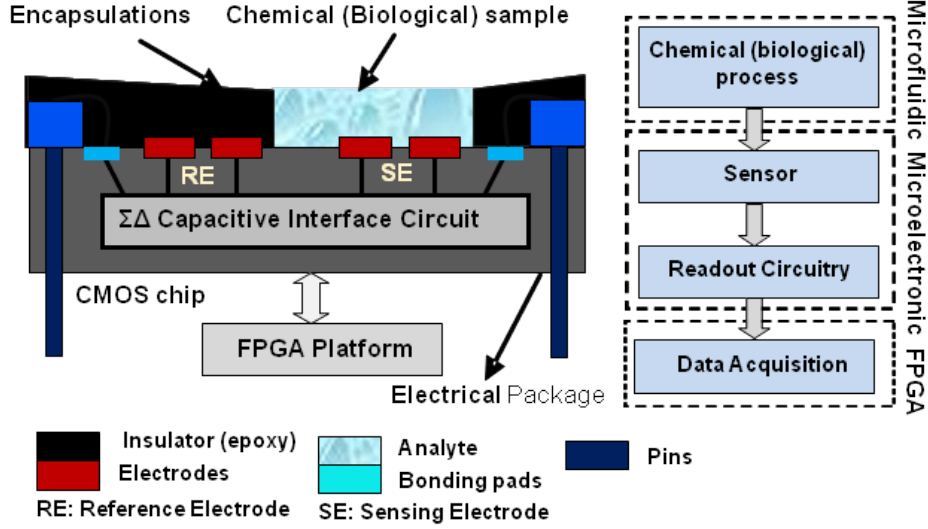 Encapsulations
Chemical (Biological) sample
RE
SE
ΣΔ Capacitive Interface Circuit
CMOS chip
FPGA Platform
Electrical Package
Chemical (biological)
process
Sensor
Readout Circuitry
Data Acquisition
Microfluidic
Microelectronic
FPGA
Insulator (epoxy)
Electrodes
Analyte
Bonding pads
Pins
RE: Reference Electrode
SE: Sensing Electrode